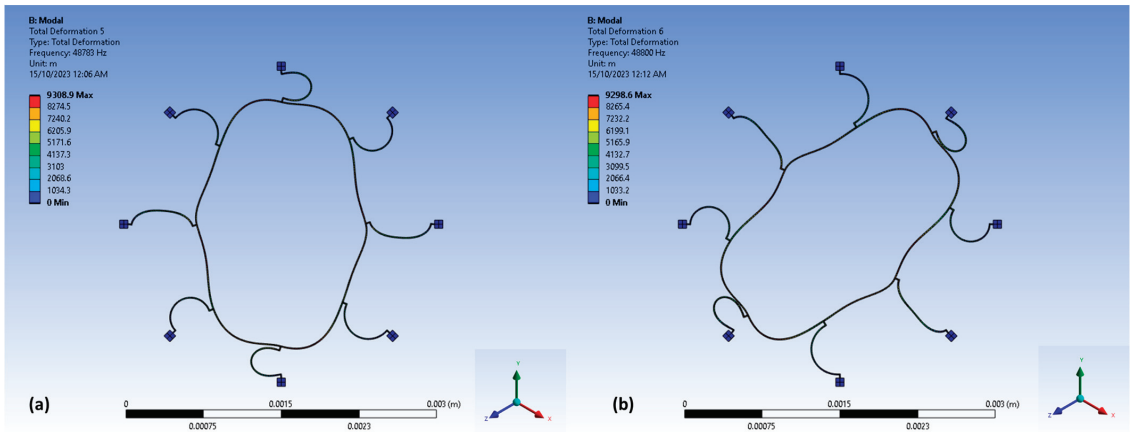 B: Modal
Total Deformation 5
Type: Total Deformation
Frequency: 48783 Hz
Unit: m
15/10/2023 12:06 AM
9308.9 Max
8274.5
7240.2
6205.9
5171.6
4137.3
3103
2068.6
1034.3
0 Min
(a)
0 0.0015 0.003 (m)
0.00075 0.0023
Y
Z X
B: Modal
Total Deformation 6
Type: Total Deformation
Frequency: 48800 Hz
Unit: m
15/10/2023 12:12 AM
9298.6 Max
8265.4
7232.2
6199.1
5165.9
4132.7
3099.5
2066.4
1033.2
0 Min
(b)
0 0.0015 0.003 (m)
0.00075 0.0023
Y
Z X